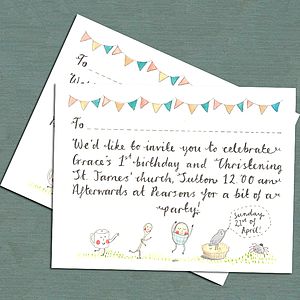 To
W
To
We'd like to invite you to celebrate
Grace's 1st birthday and Christening
St. James' church, Sutton 12.00 am
Afterwards at Pearsons for a bit of a
party!
Sunday
21st of
April